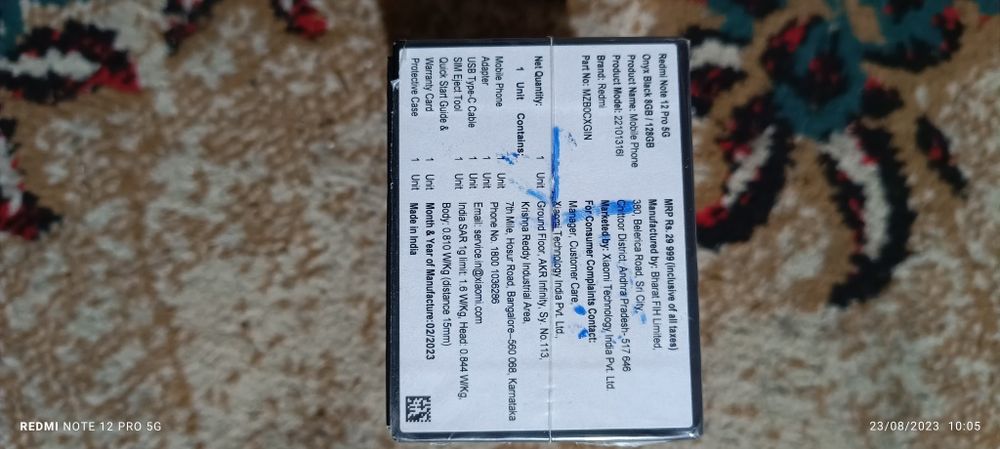 Redmi Note 12 Pro 5G
Onyx Black 8GB / 128GB
Product Name: Mobile Phone
Product Model: 22101316I
Brand: Redmi
Part No: MZB0CXGIN
Net Quantity: 1 Unit
1 Unit Contains:
Mobile Phone 1 Unit
Adapter 1 Unit
USB Type-C Cable 1 Unit
SIM Eject Tool 1 Unit
Quick Start Guide &
Warranty Card 1 Unit
Protective Case 1 Unit
MRP Rs. 29 999 (inclusive of all taxes)
Manufactured by: Bharat FIH Limited,
380, Belerica Road, Sri City,
Chittoor District, Andhra Pradesh- 517 646
Marketed by: Xiaomi Technology India Pvt. Ltd.
For Consumer Complaints Contact:
Manager, Customer Care,
Xiaomi Technology India Pvt. Ltd.,
Ground Floor, AKR Infinity, Sy. No.113,
Krishna Reddy Industrial Area,
7th Mile, Hosur Road, Bangalore–560 068, Karnataka
Phone No. 1800 1036286
Email: service.in@xiaomi.com
India SAR 1g limit: 1.6 W/Kg, Head: 0.844 W/Kg,
Body: 0.810 W/Kg (distance 15mm)
Month & Year of Manufacture:02/2023
Made in India
REDMI NOTE 12 PRO 5G
23/08/2023 10:05